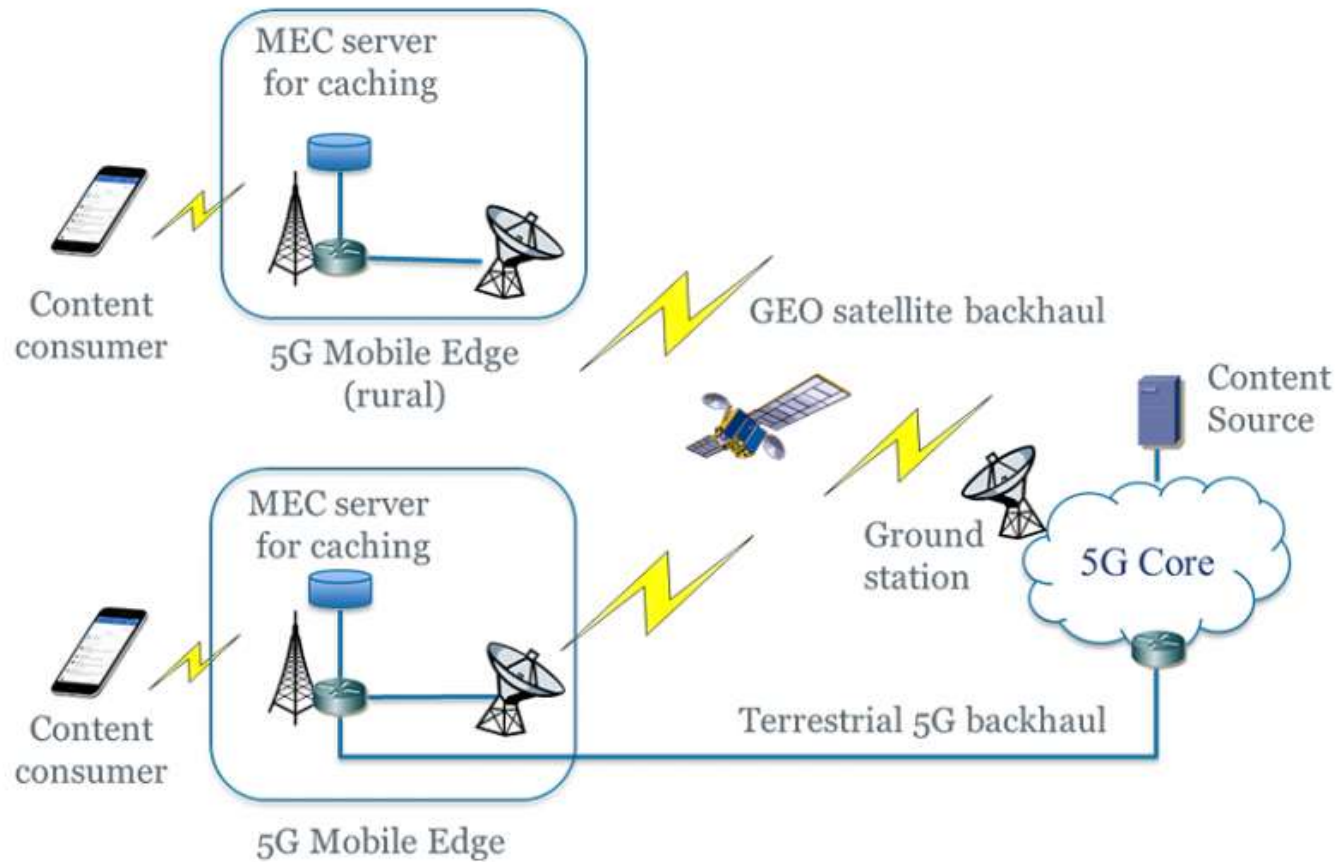 MEC server
for caching
Content
consumer
5G Mobile Edge
(rural)
GEO satellite backhaul
Content
Source
MEC server
for caching
Ground
station
5G Core
Content
consumer
Terrestrial 5G backhaul
5G Mobile Edge